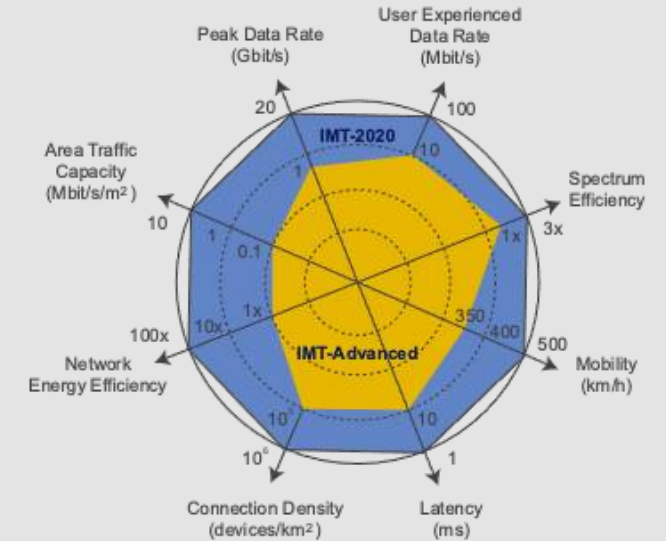 User Experienced
Data Rate
(Mbit/s)
Peak Data Rate
(Gbit/s)
20
100
IMT-2020
10
1
Area Traffic
Capacity
(Mbit/s/m²)
Spectrum
Efficiency
10
1
0.1
1x
3x
1x
350
400
500
100x
10x
Network
Energy Efficiency
IMT-Advanced
Mobility
(km/h)
10⁵
10
10⁶
1
Connection Density
(devices/km²)
Latency
(ms)